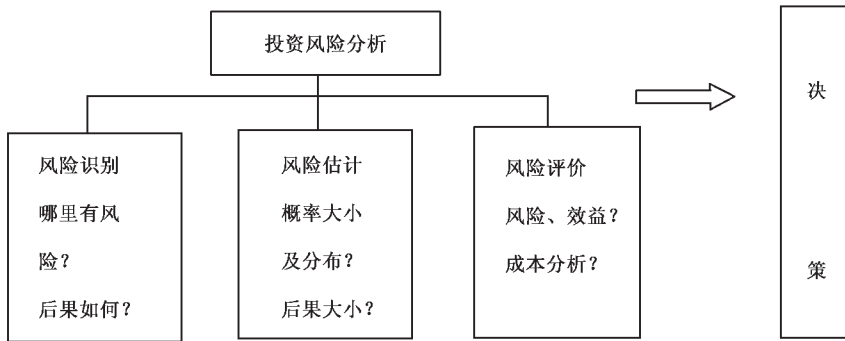 投资风险分析
风险识别
哪里有风
险？
后果如何？
风险估计
概率大小
及分布？
后果大小？
风险评价
风险、效益？
成本分析？
决
策